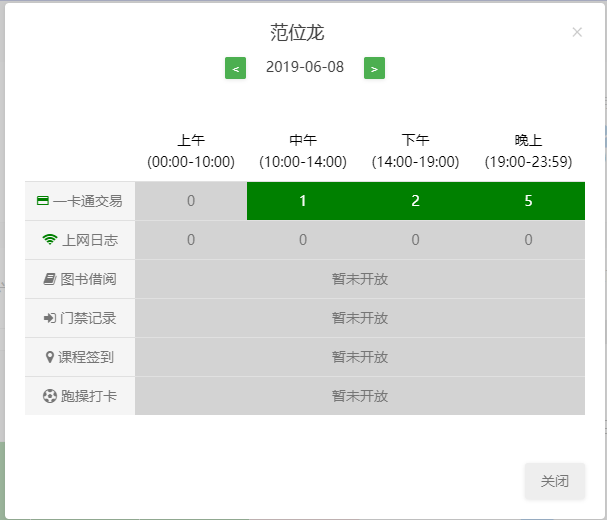 范位龙
×
< 2019-06-08 >
上午 中午 下午 晚上
(00:00-10:00) (10:00-14:00) (14:00-19:00) (19:00-23:59)
一卡通交易 0 1 2 5
上网日志 0 0 0 0
图书借阅 暂未开放
门禁记录 暂未开放
课程签到 暂未开放
跑操打卡 暂未开放
关闭